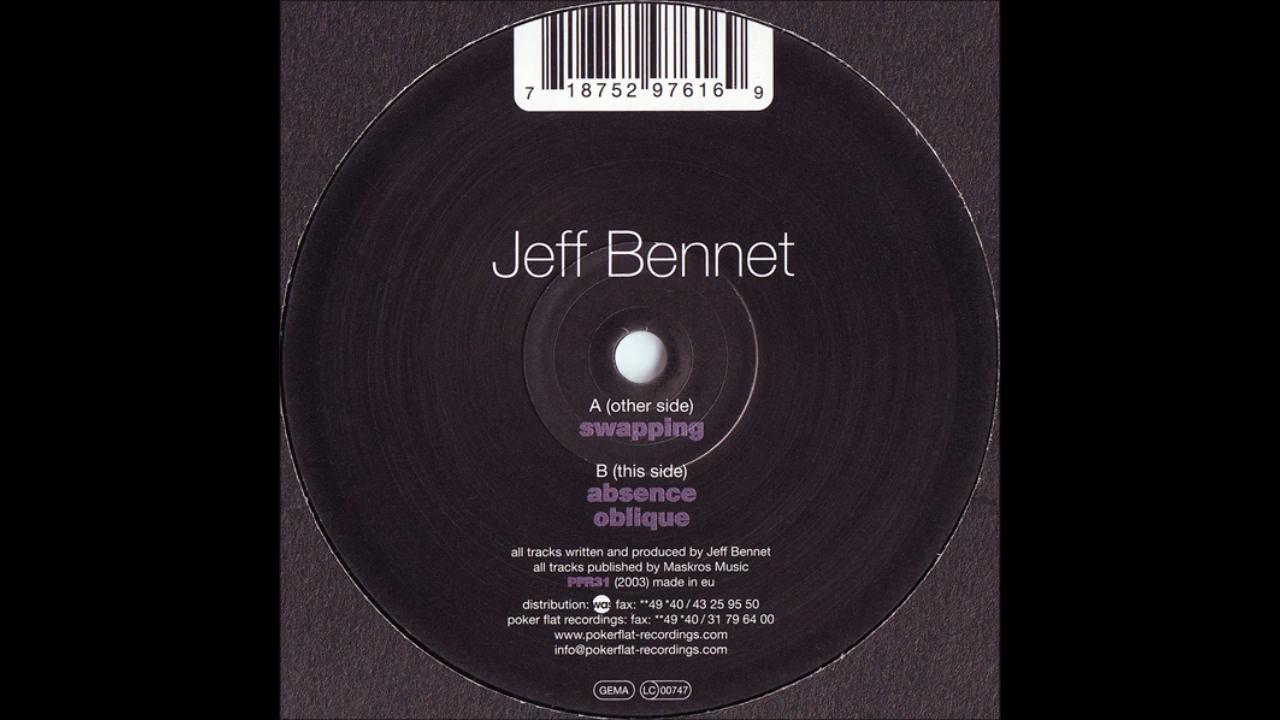 7 18752 97616 9
Jeff Bennet
A (other side)
swapping
B (this side)
absence
oblique
all tracks written and produced by Jeff Bennet
all tracks published by Maskros Music
PFR31 (2003) made in eu
distribution: was fax: **49 *40 / 43 25 95 50
poker flat recordings: fax: **49 *40 / 31 79 64 00
www.pokerflat-recordings.com
info@pokerflat-recordings.com
GEMA LC 00747